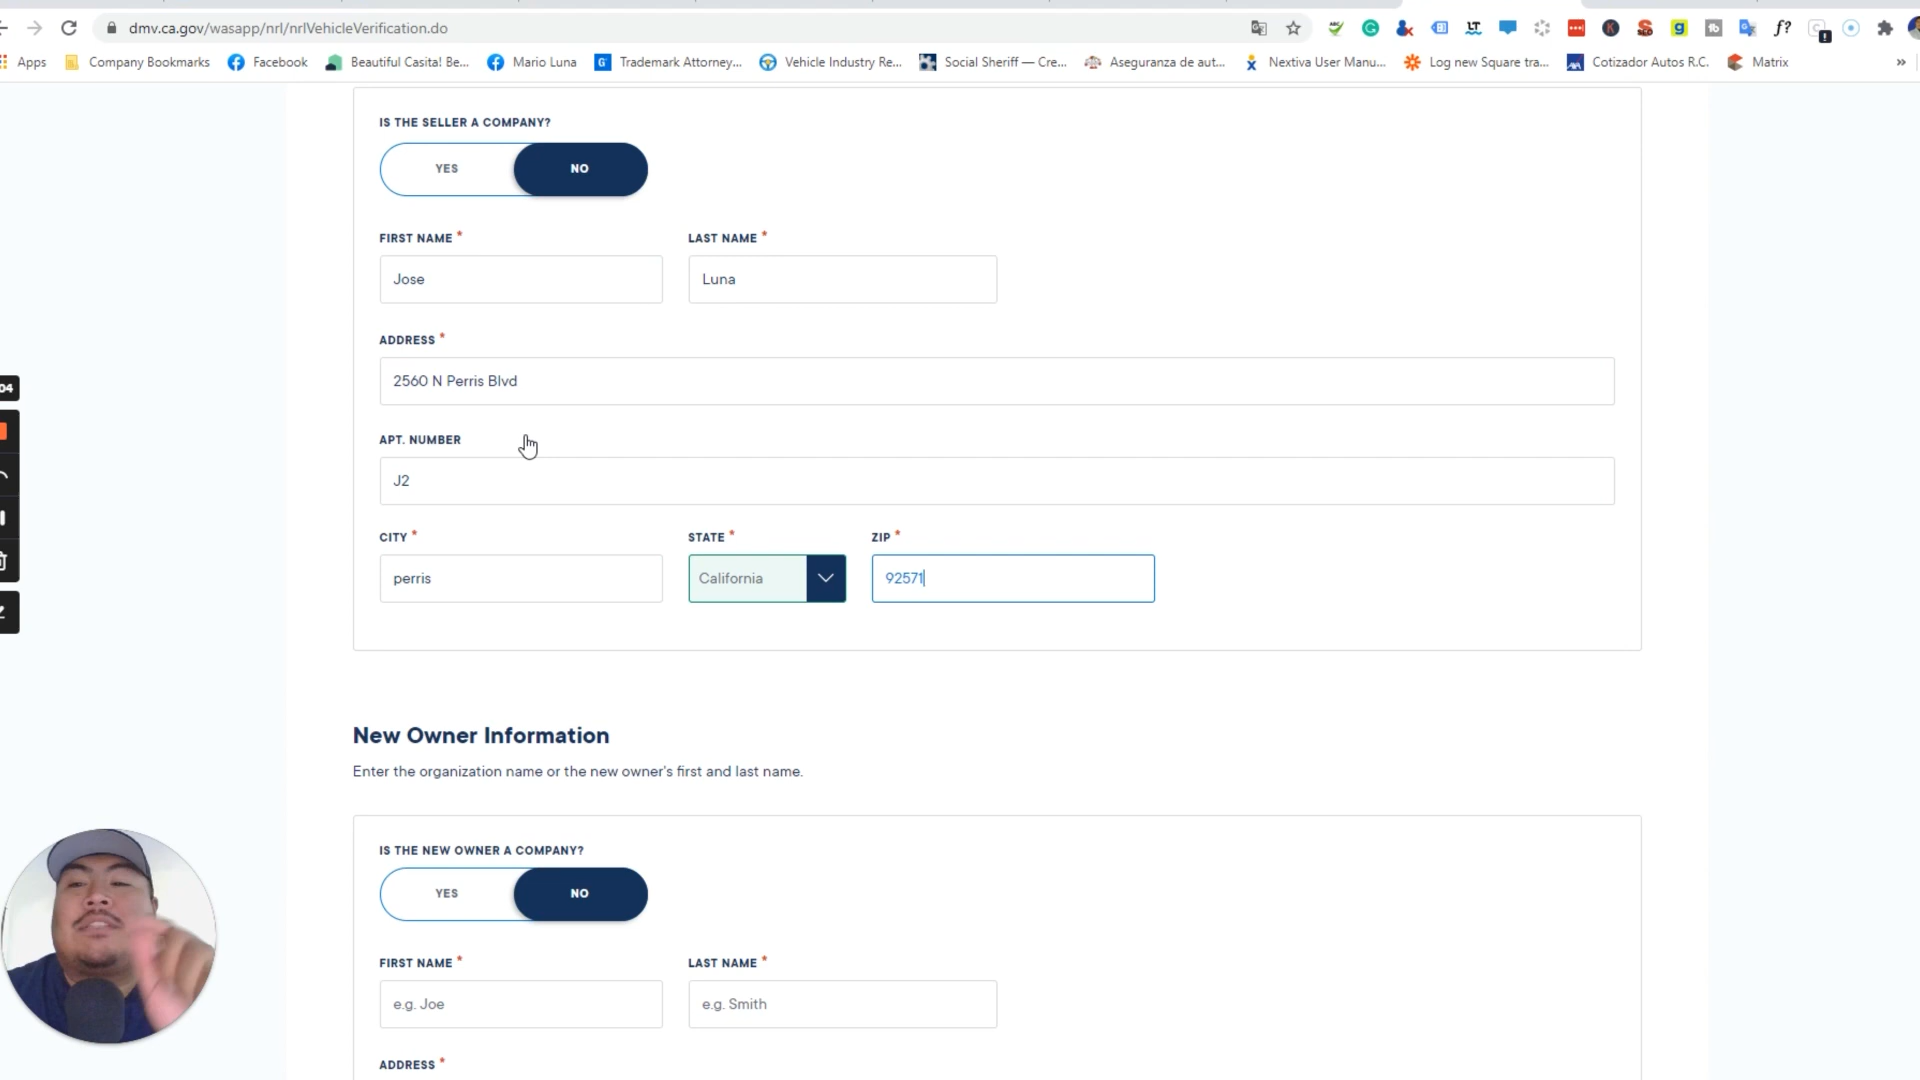 dmv.ca.gov/wasapp/nrl/nrlVehicleVerification.do
Apps Company Bookmarks Facebook Beautiful Casita! Be... Mario Luna Trademark Attorney... Vehicle Industry Re... Social Sheriff — Cre... Aseguranza de aut... Nextiva User Manu... Log new Square tra... Cotizador Autos R.C. Matrix »
IS THE SELLER A COMPANY?
YES NO
FIRST NAME * LAST NAME *
Jose Luna
ADDRESS *
2560 N Perris Blvd
04
APT. NUMBER
J2
CITY * STATE * ZIP *
perris California 92571
New Owner Information
Enter the organization name or the new owner's first and last name.
IS THE NEW OWNER A COMPANY?
YES NO
FIRST NAME * LAST NAME *
e.g. Joe e.g. Smith
ADDRESS *